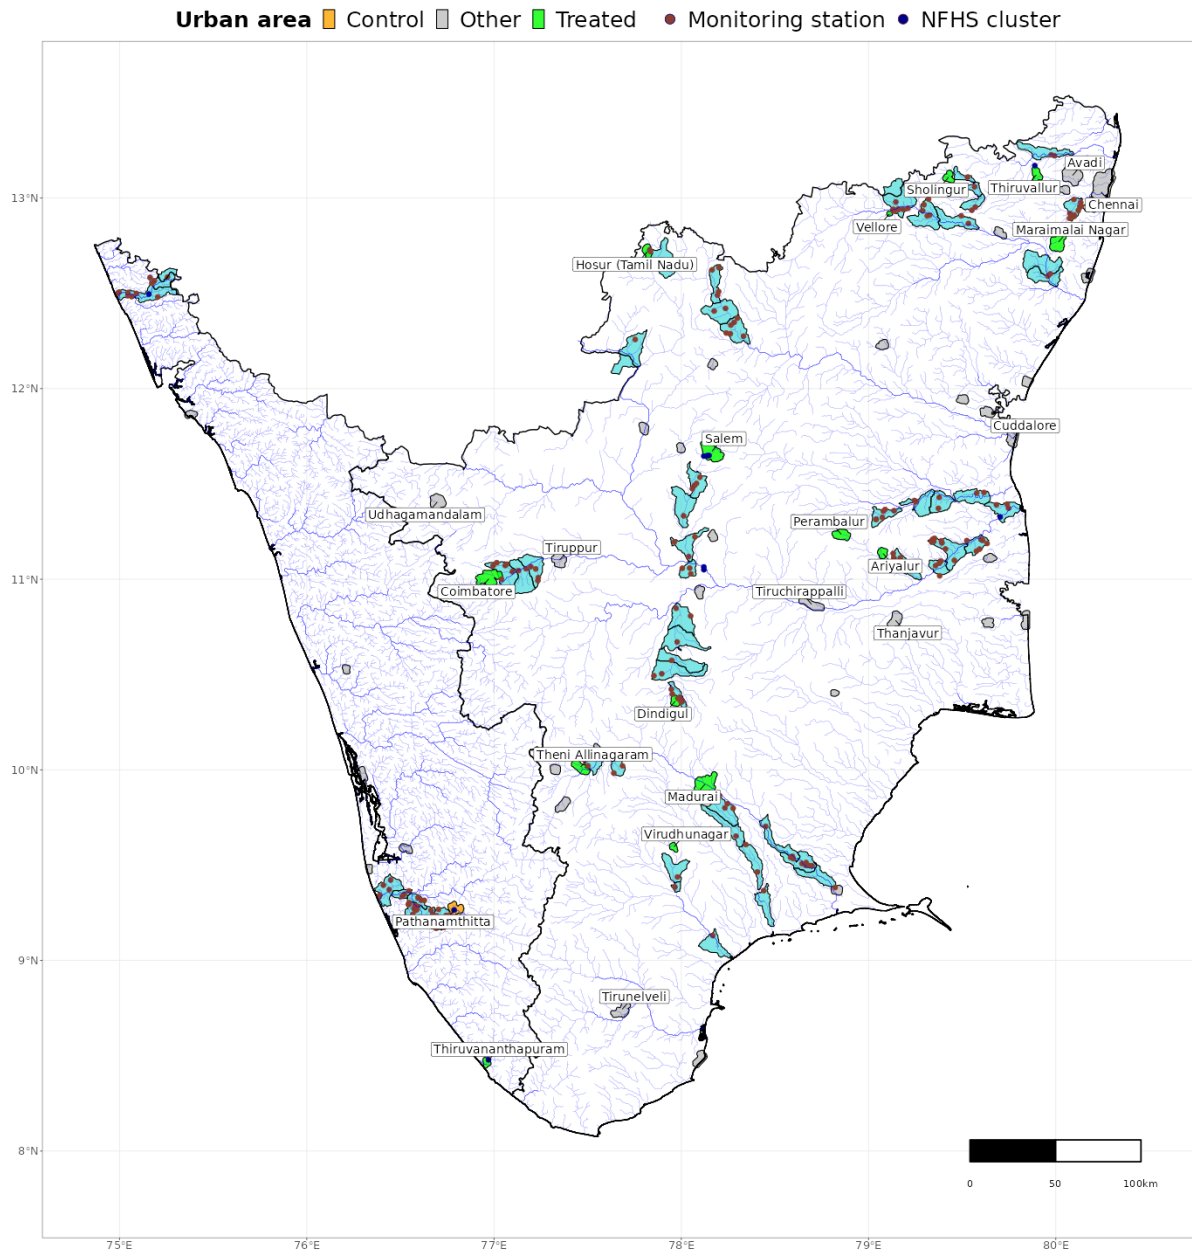 Urban area Control Other Treated Monitoring station NFHS cluster
13°N
12°N
11°N
10°N
9°N
8°N
Avadi
Sholingur
Thiruvallur
Chennai
Vellore
Maraimalai Nagar
Hosur (Tamil Nadu)
Cuddalore
Salem
Udhagamandalam
Perambalur
Tiruppur
Ariyalur
Coimbatore
Tiruchirappalli
Thanjavur
Dindigul
Theni Allinagaram
Madurai
Virudhunagar
Pathanamthitta
Tirunelveli
Thiruvananthapuram
0 50 100km
75°E 76°E 77°E 78°E 79°E 80°E